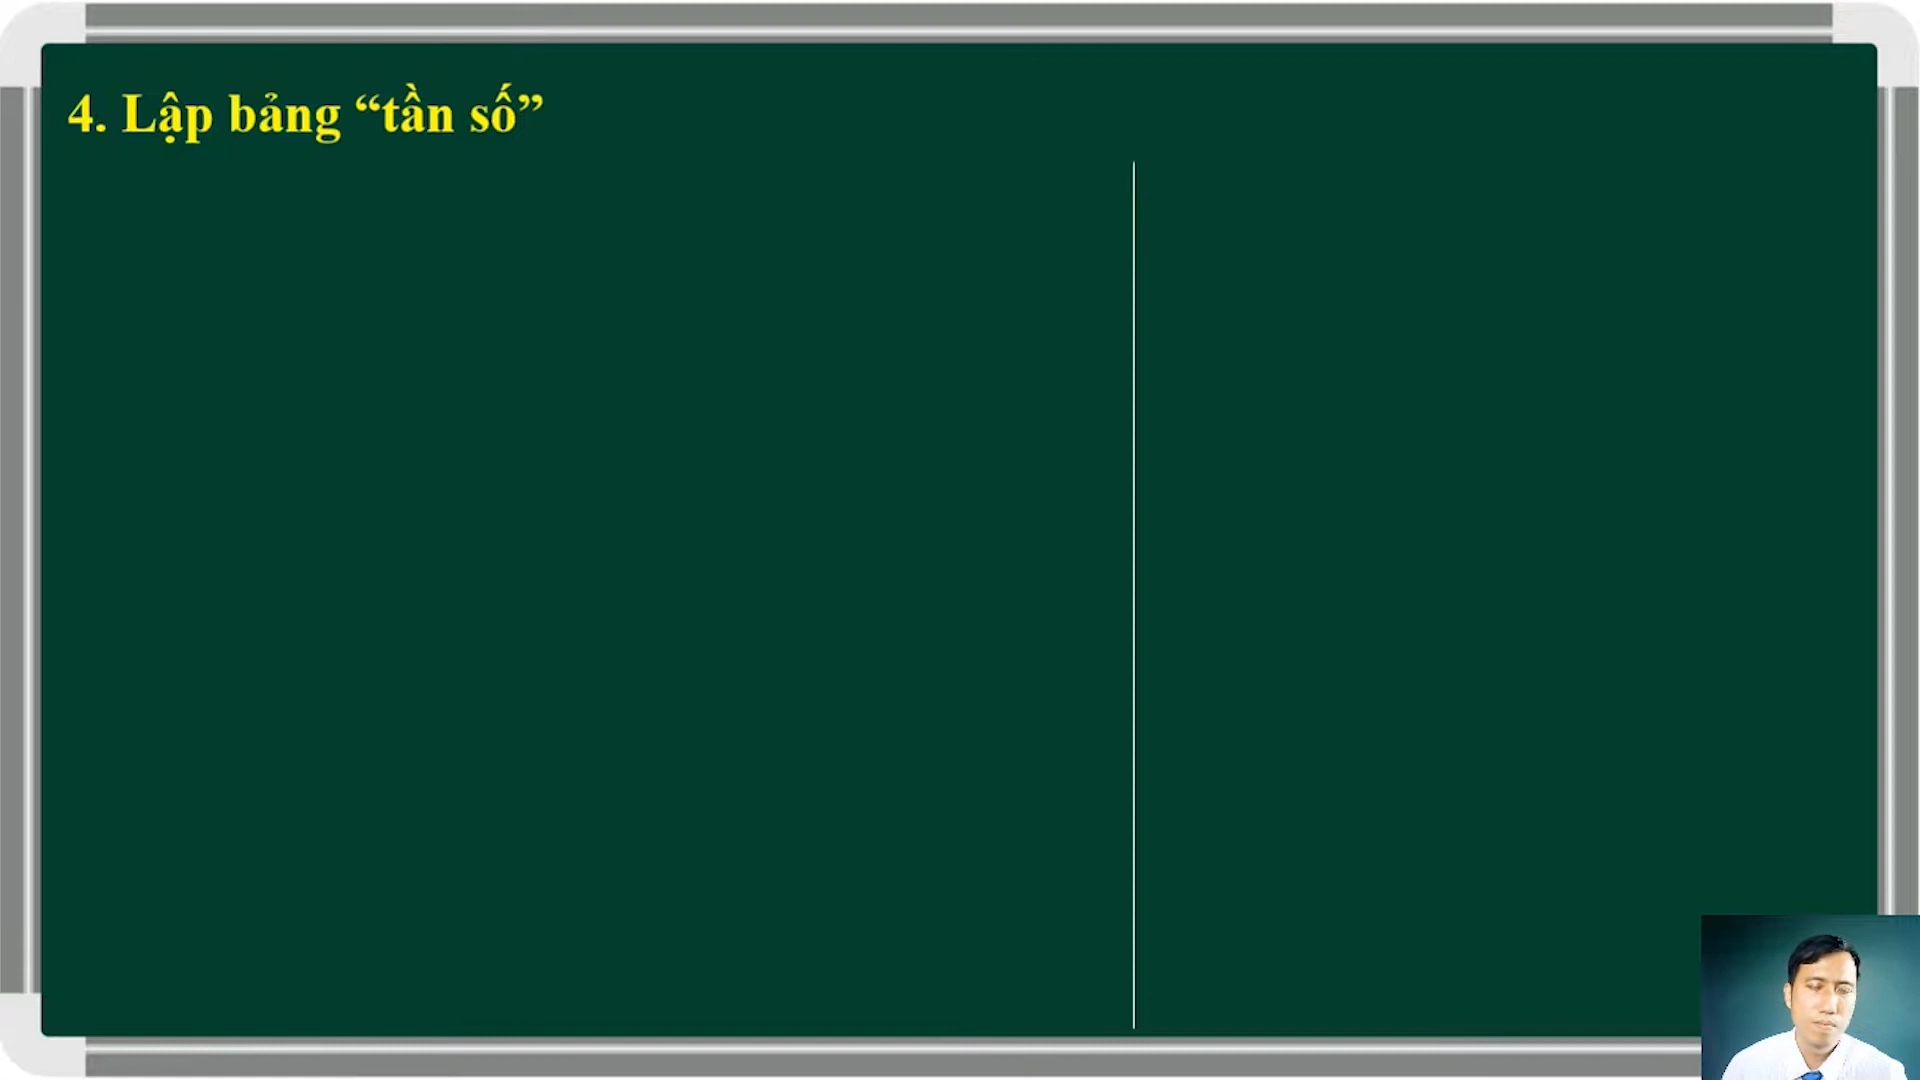 4. Lập bảng “tần số”